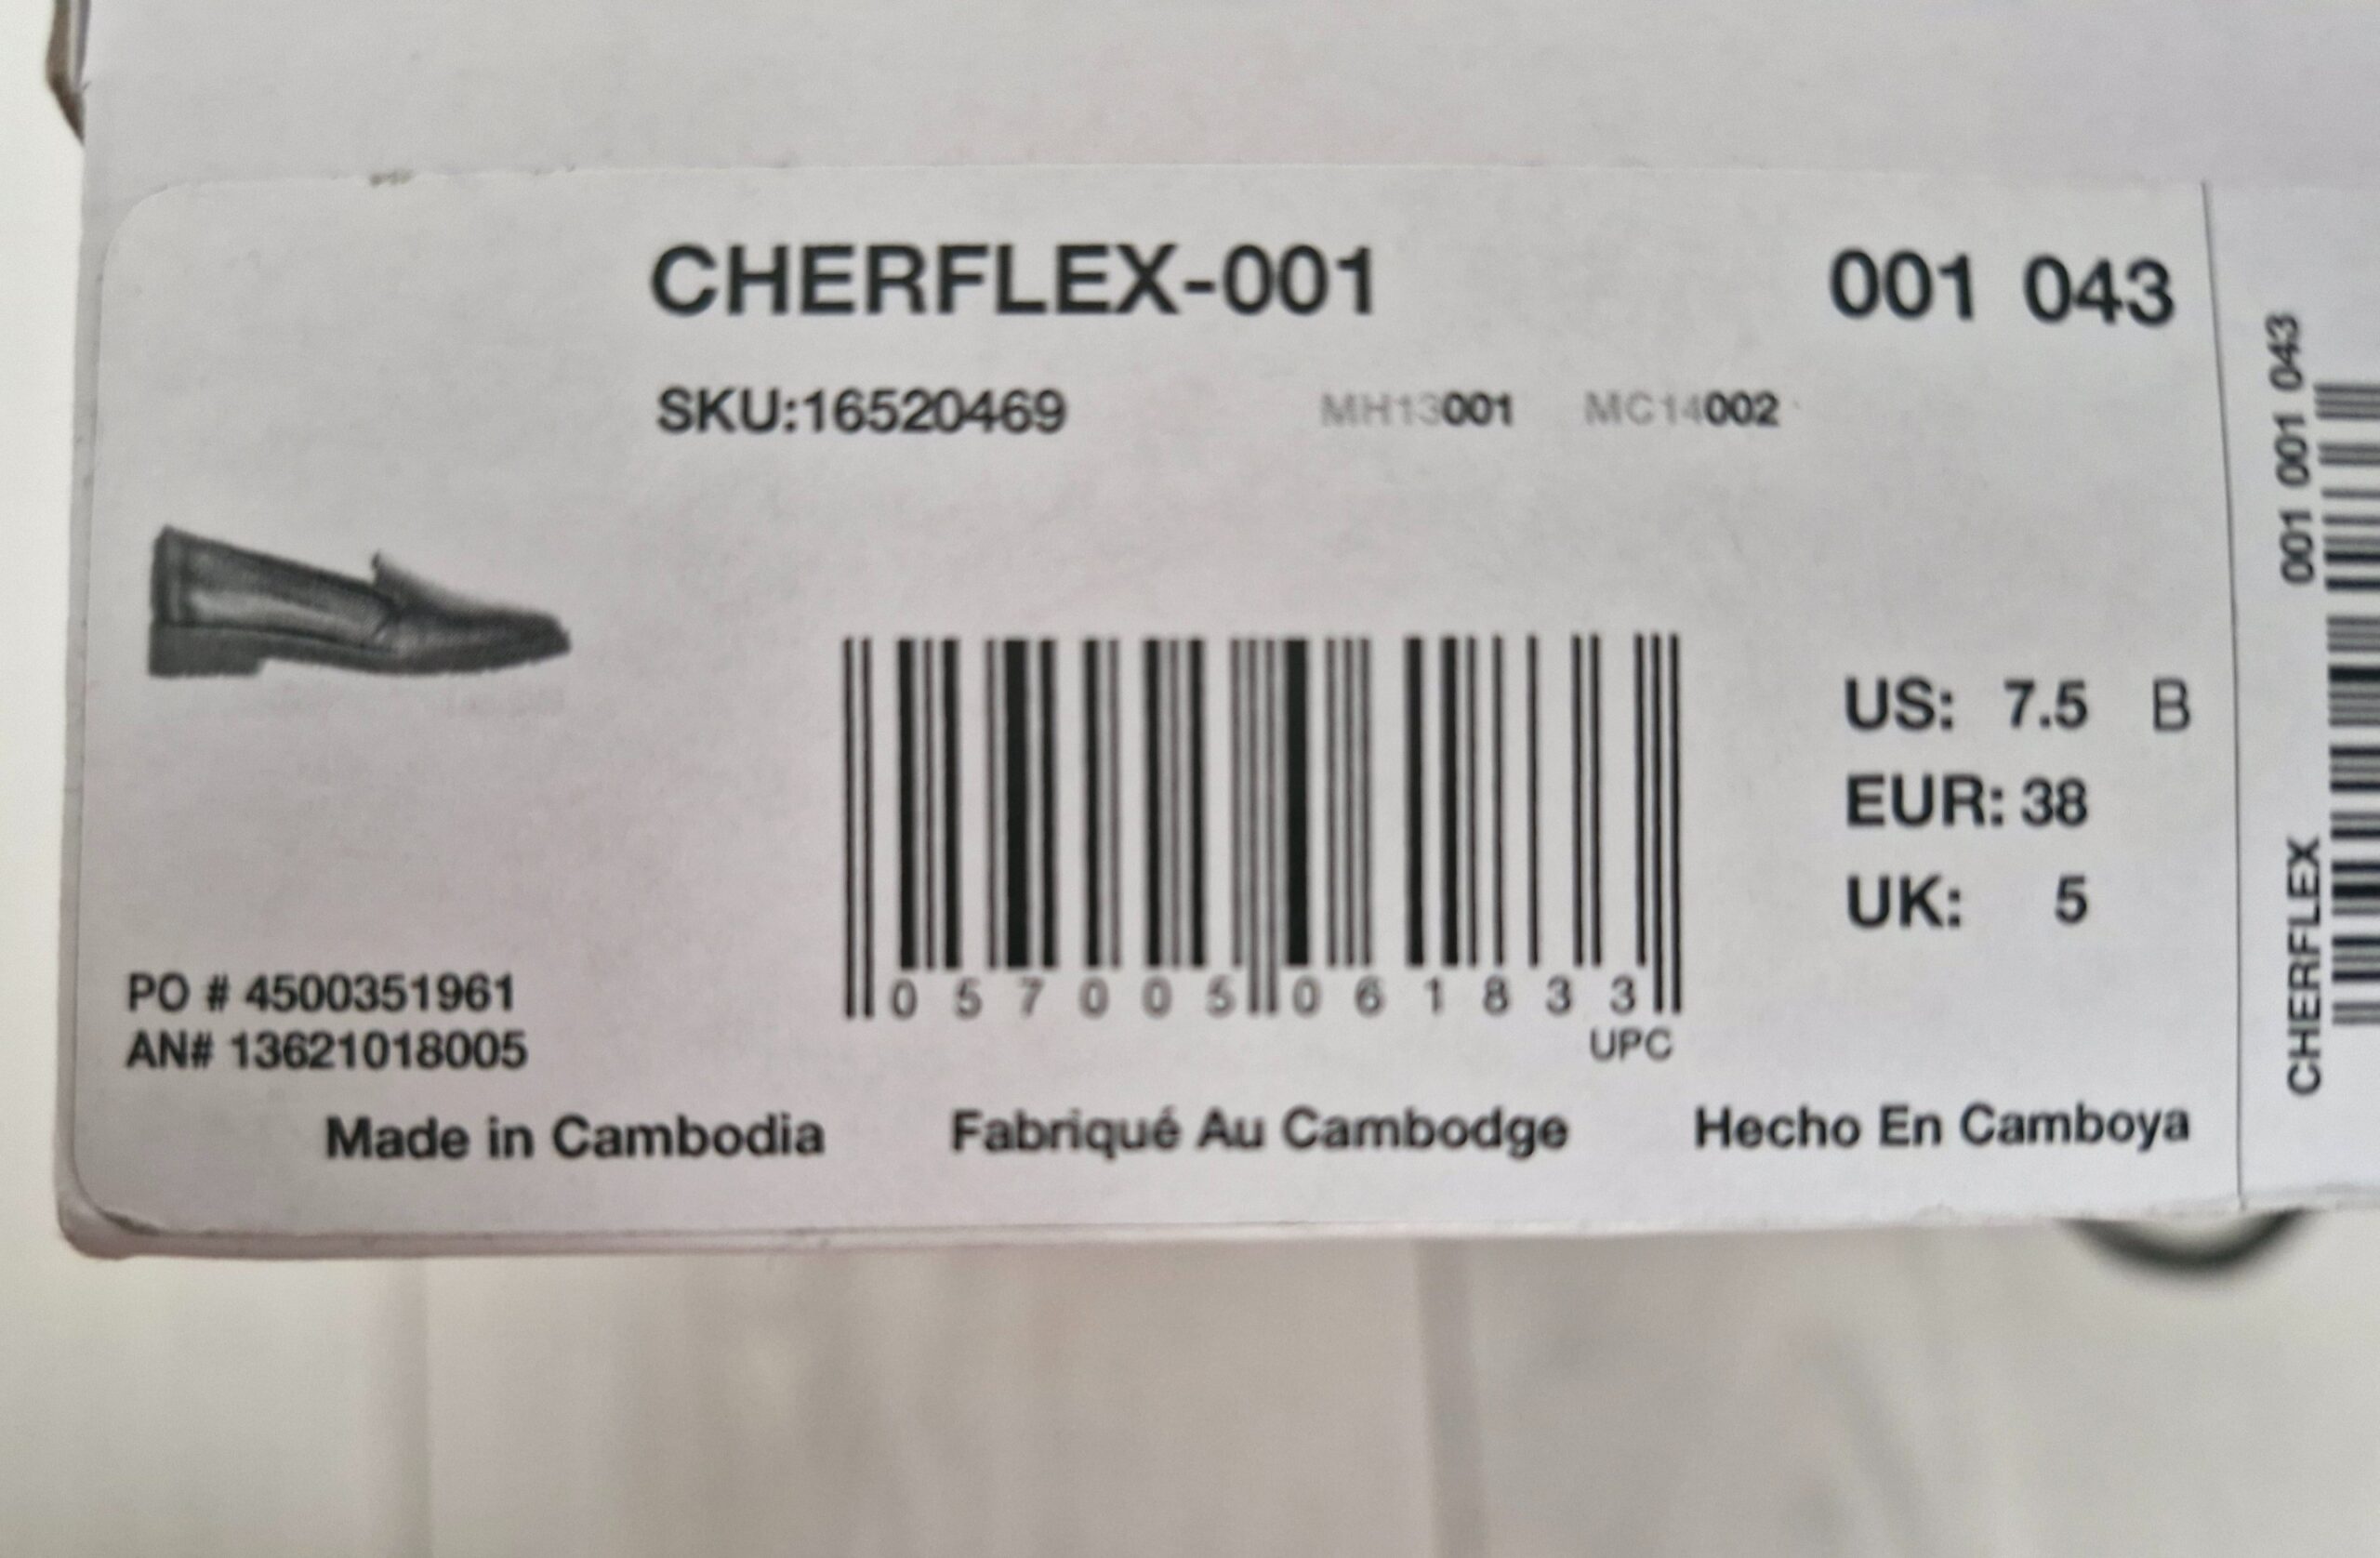 CHERFLEX-001 001 043
SKU:16520469 MH13001 MC14002
US: 7.5 B
EUR: 38
UK: 5
0 57005 06183 3
UPC
PO # 4500351961
AN# 13621018005
Made in Cambodia Fabriqué Au Cambodge Hecho En Camboya
CHERFLEX 001 001 043